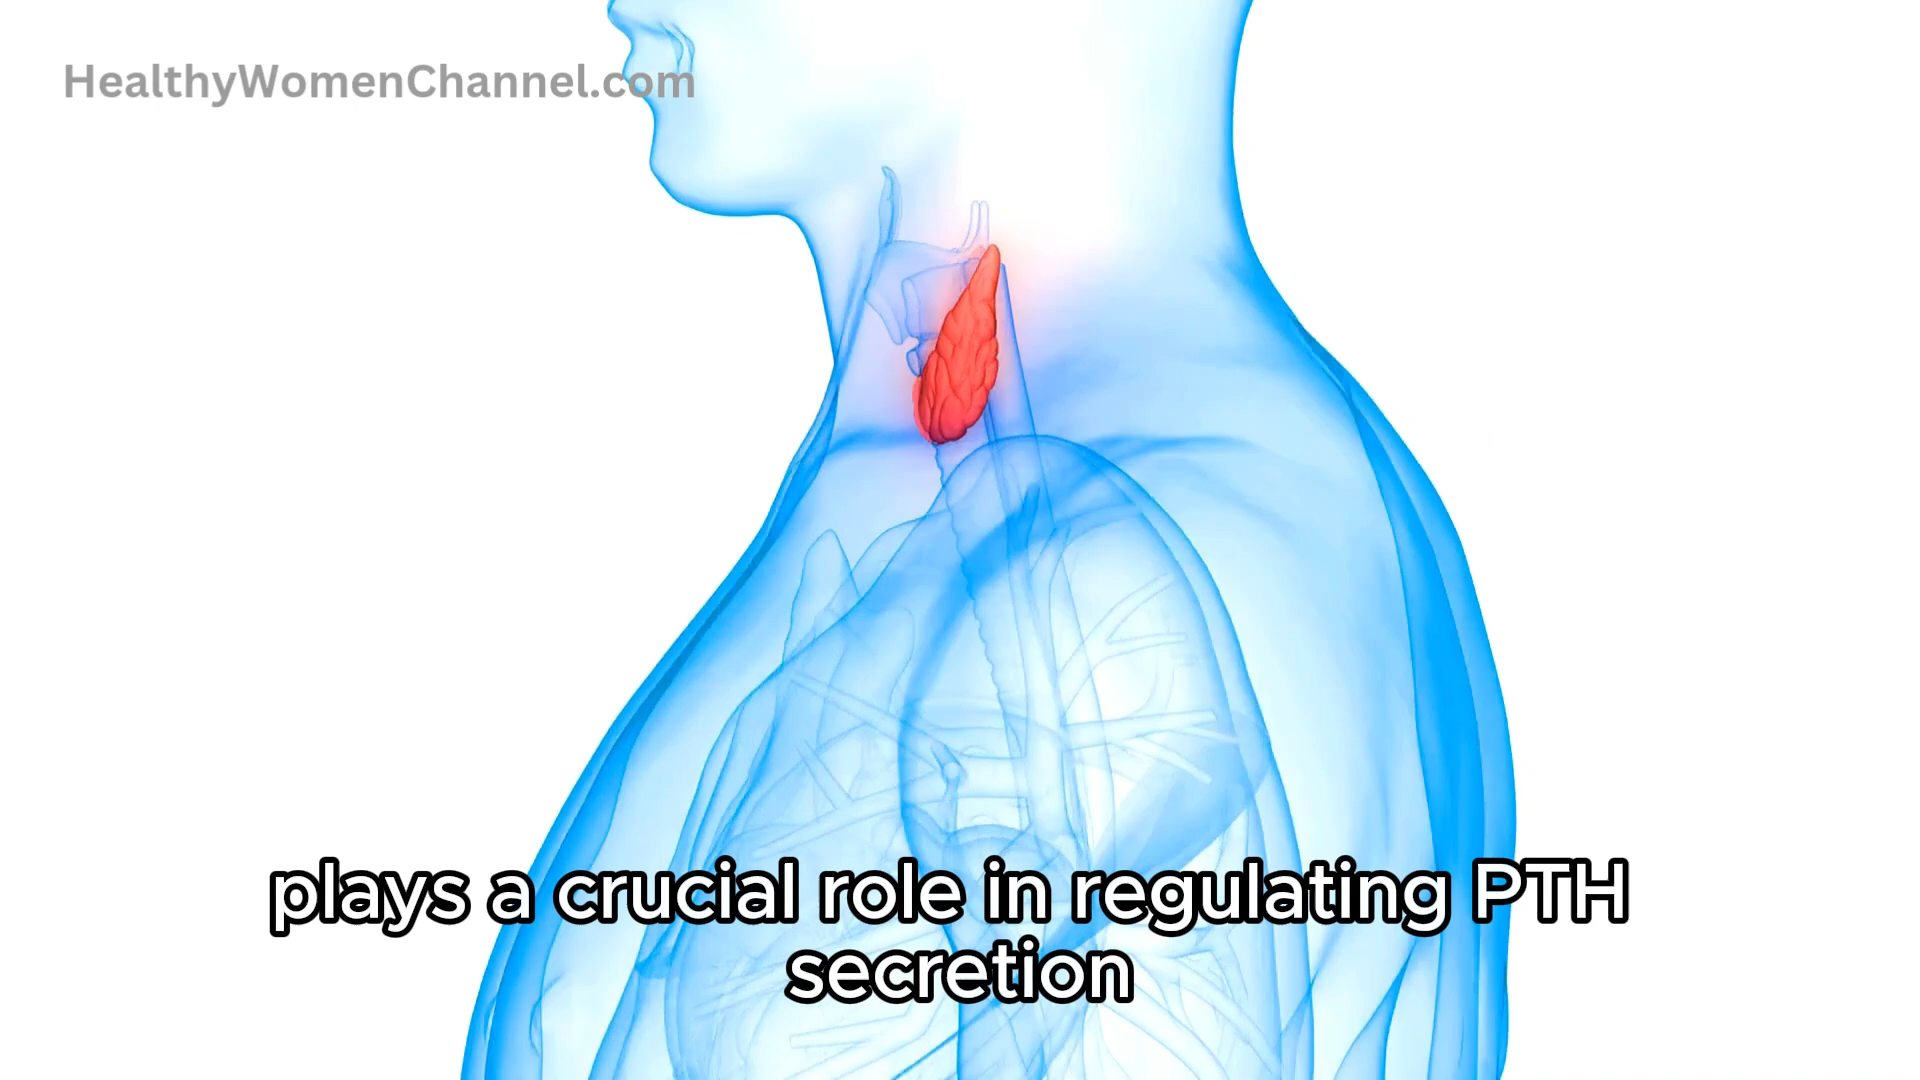 HealthyWomenChannel.com
plays a crucial role in regulating PTH
secretion